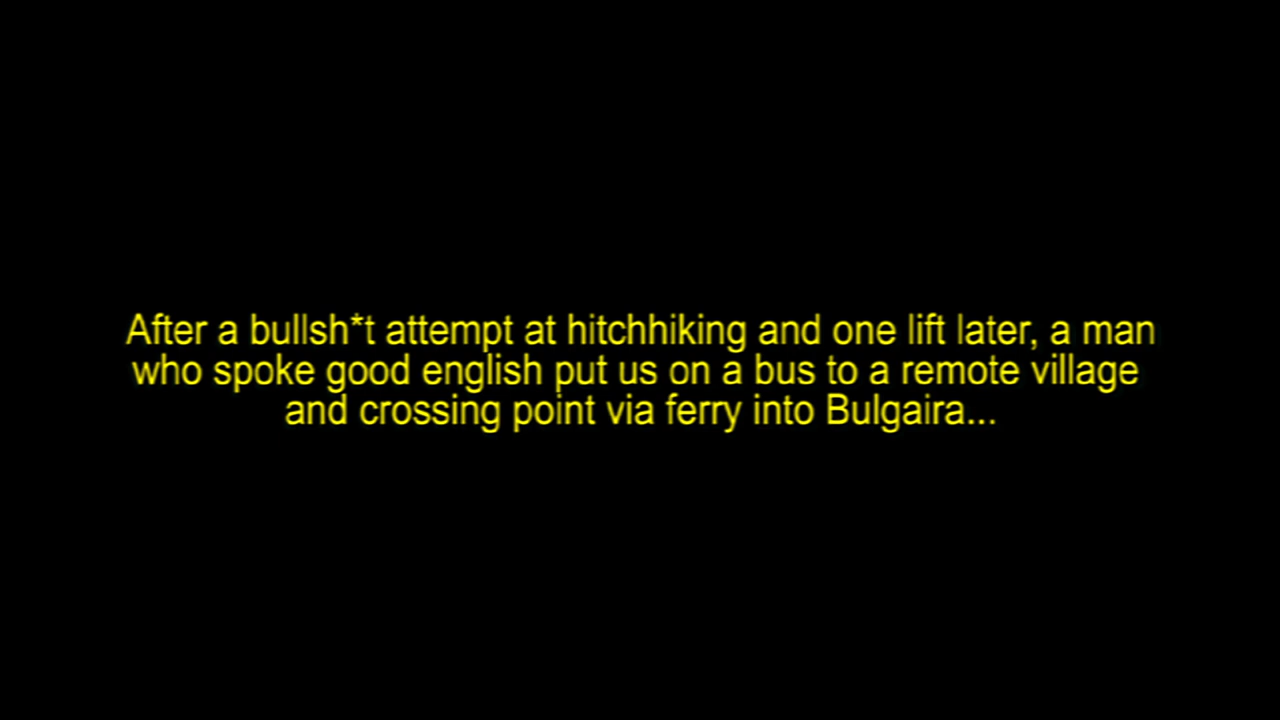 After a bullsh*t attempt at hitchhiking and one lift later, a man
who spoke good english put us on a bus to a remote village
and crossing point via ferry into Bulgaira...